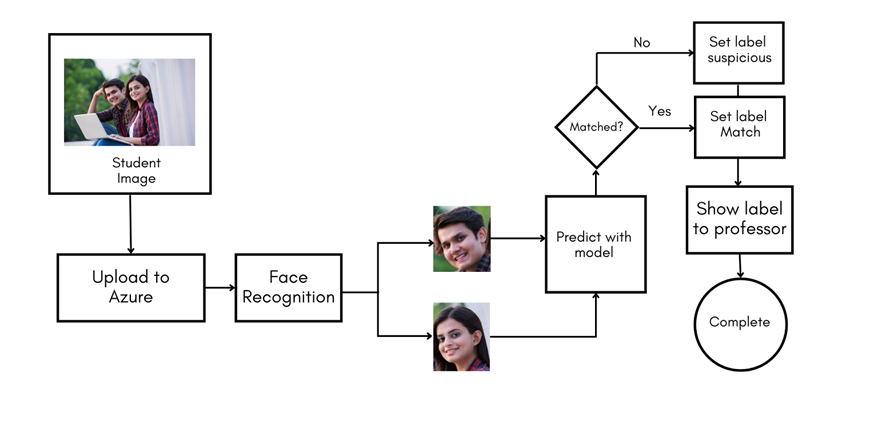 Student
Image
Upload to
Azure
Face
Recognition
Predict with
model
Matched?
No
Yes
Set label
suspicious
Set label
Match
Show label
to professor
Complete